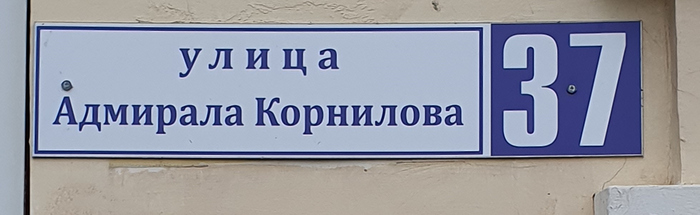 улица
Адмирала Корнилова
37